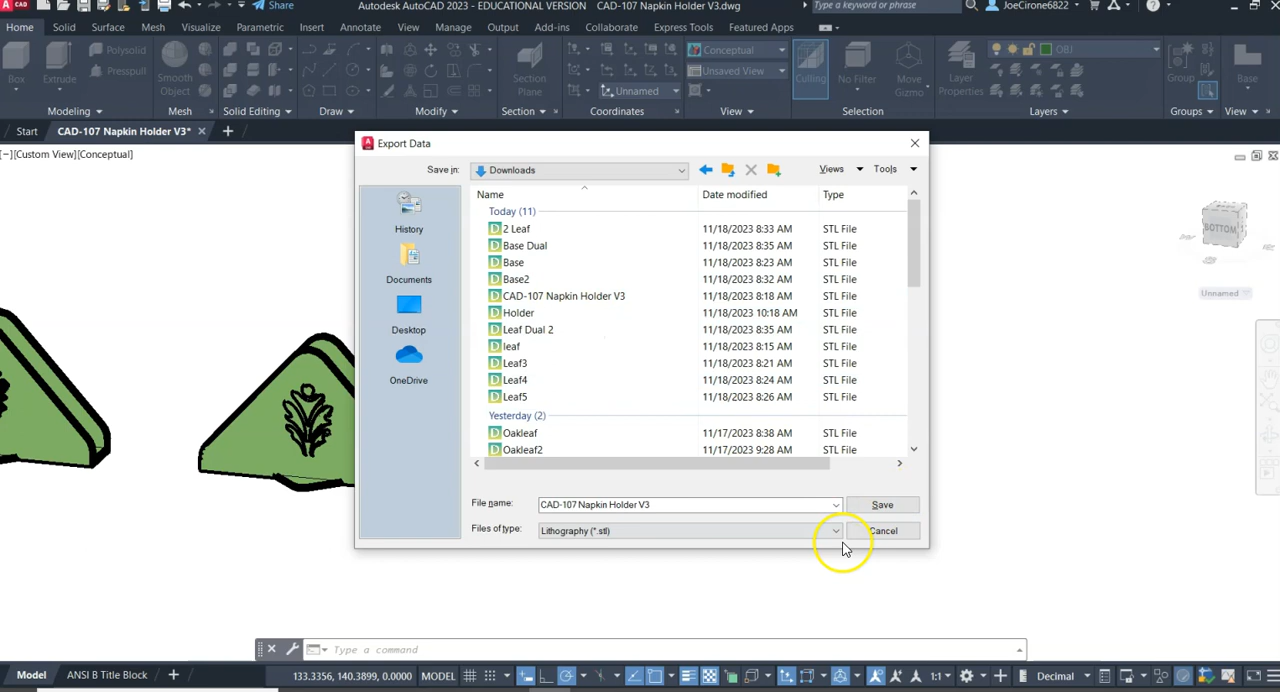 CAD
Share
Autodesk AutoCAD 2023 - EDUCATIONAL VERSION CAD-107 Napkin Holder V3.dwg
Type a keyword or phrase
JoeCirone6822
Home Solid Surface Mesh Visualize Parametric Insert Annotate View Manage Output Add-ins Collaborate Express Tools Featured Apps
Polysolid
Presspull
Box
Extrude
Smooth
Object
Section
Plane
Unnamed
Conceptual
Unsaved View
Culling
No Filter
Move
Gizmo
Layer
Properties
OBJ
Group
Base
Modeling Mesh Solid Editing Draw Modify Section Coordinates View Selection Layers Groups View
Start CAD-107 Napkin Holder V3* × +
[−][Custom View][Conceptual]
Export Data
Save in: Downloads Views Tools
Name Date modified Type
Today (11)
2 Leaf 11/18/2023 8:33 AM STL File
Base Dual 11/18/2023 8:35 AM STL File
Base 11/18/2023 8:23 AM STL File
Base2 11/18/2023 8:32 AM STL File
CAD-107 Napkin Holder V3 11/18/2023 8:18 AM STL File
Holder 11/18/2023 10:18 AM STL File
Leaf Dual 2 11/18/2023 8:35 AM STL File
leaf 11/18/2023 8:15 AM STL File
Leaf3 11/18/2023 8:21 AM STL File
Leaf4 11/18/2023 8:24 AM STL File
Leaf5 11/18/2023 8:26 AM STL File
Yesterday (2)
Oakleaf 11/17/2023 8:38 AM STL File
Oakleaf2 11/17/2023 9:28 AM STL File
History
Documents
Desktop
OneDrive
File name: CAD-107 Napkin Holder V3 Save
Files of type: Lithography (*.stl) Cancel
BOTTOM
Unnamed
Type a command
Model ANSI B Title Block +
133.3356, 140.3899, 0.0000 MODEL
1:1
Decimal